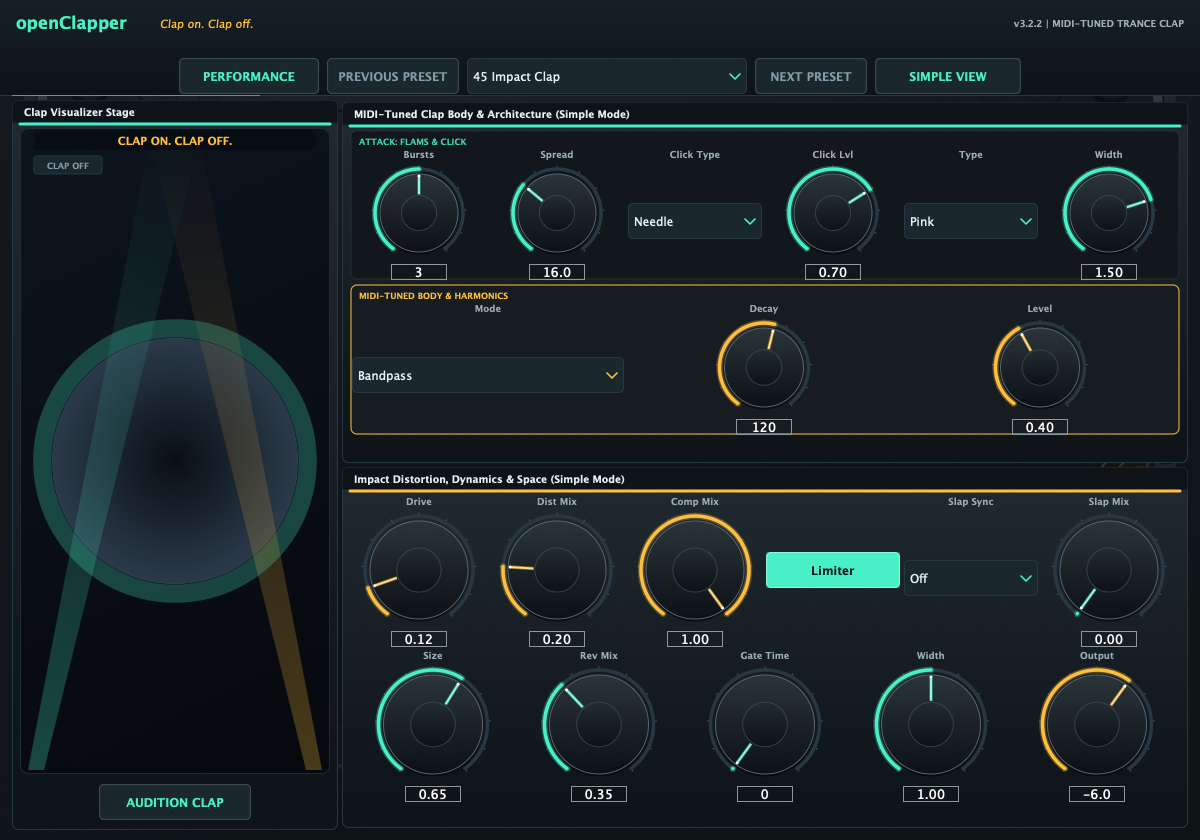 openClapper
Clap on. Clap off.
v3.2.2 | MIDI-TUNED TRANCE CLAP
PERFORMANCE
PREVIOUS PRESET
45 Impact Clap
NEXT PRESET
SIMPLE VIEW
Clap Visualizer Stage
CLAP ON. CLAP OFF.
CLAP OFF
AUDITION CLAP
MIDI-Tuned Clap Body & Architecture (Simple Mode)
ATTACK: FLAMS & CLICK
Bursts
Spread
Click Type
Click Lvl
Type
Width
Needle
Pink
3
16.0
0.70
1.50
MIDI-TUNED BODY & HARMONICS
Mode
Decay
Level
Bandpass
120
0.40
Impact Distortion, Dynamics & Space (Simple Mode)
Drive
Dist Mix
Comp Mix
Slap Sync
Slap Mix
Limiter
Off
0.12
0.20
1.00
0.00
Size
Rev Mix
Gate Time
Width
Output
0.65
0.35
0
1.00
-6.0